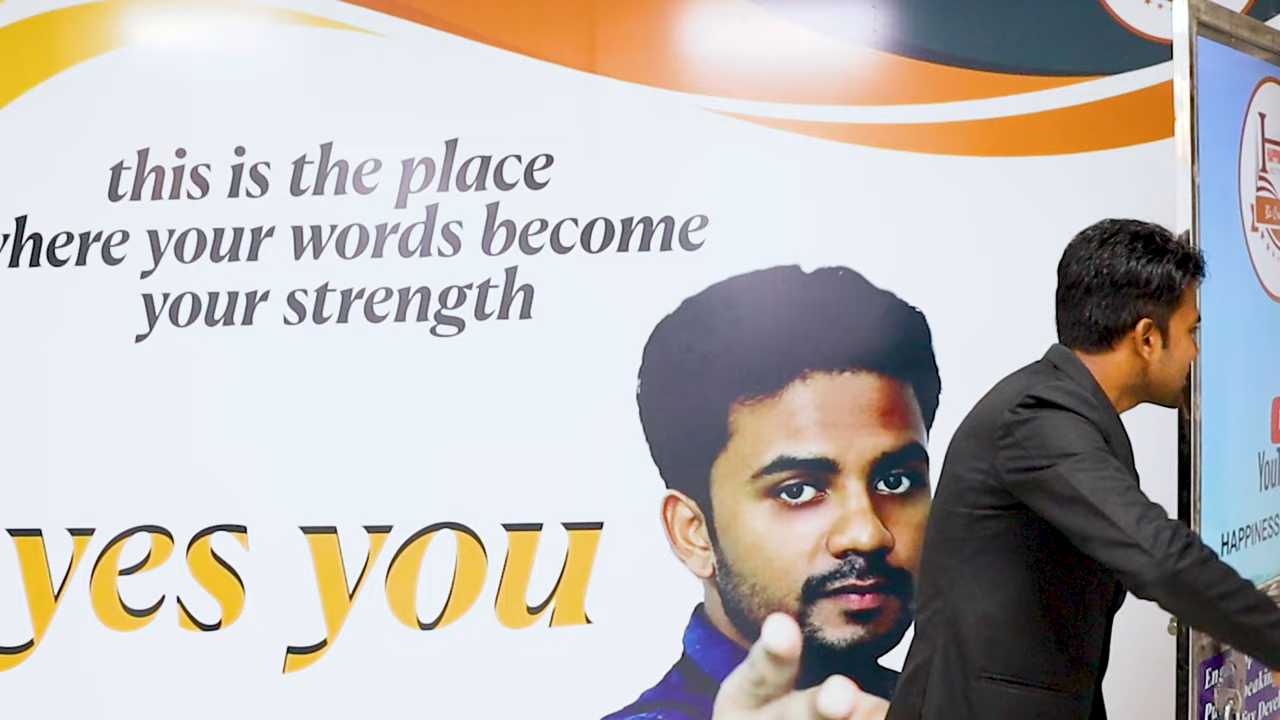 this is the place
where your words become
your strength
yes you
HAPPINESS